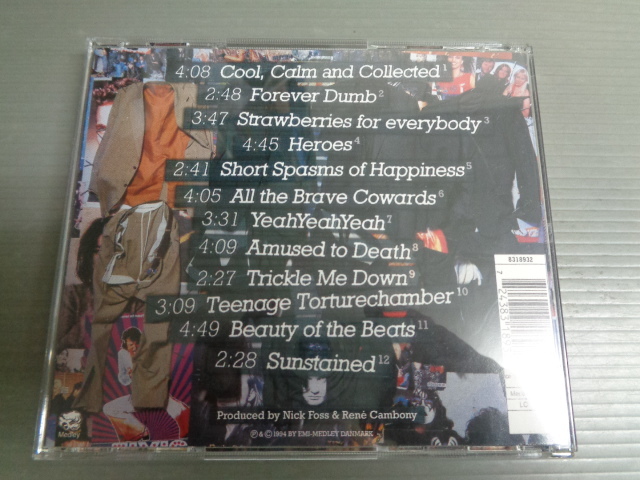 4:08 Cool, Calm and Collected 1
2:48 Forever Dumb 2
3:47 Strawberries for everybody 3
4:45 Heroes 4
2:41 Short Spasms of Happiness 5
4:05 All the Brave Cowards 6
3:31 YeahYeahYeah 7
4:09 Amused to Death 8
2:27 Trickle Me Down 9
3:09 Teenage Torturechamber 10
4:49 Beauty of the Beats 11
2:28 Sunstained 12
Produced by Nick Foss & René Cambony
℗ & © 1994 BY EMI-MEDLEY DANMARK
Medley
8318932
LC